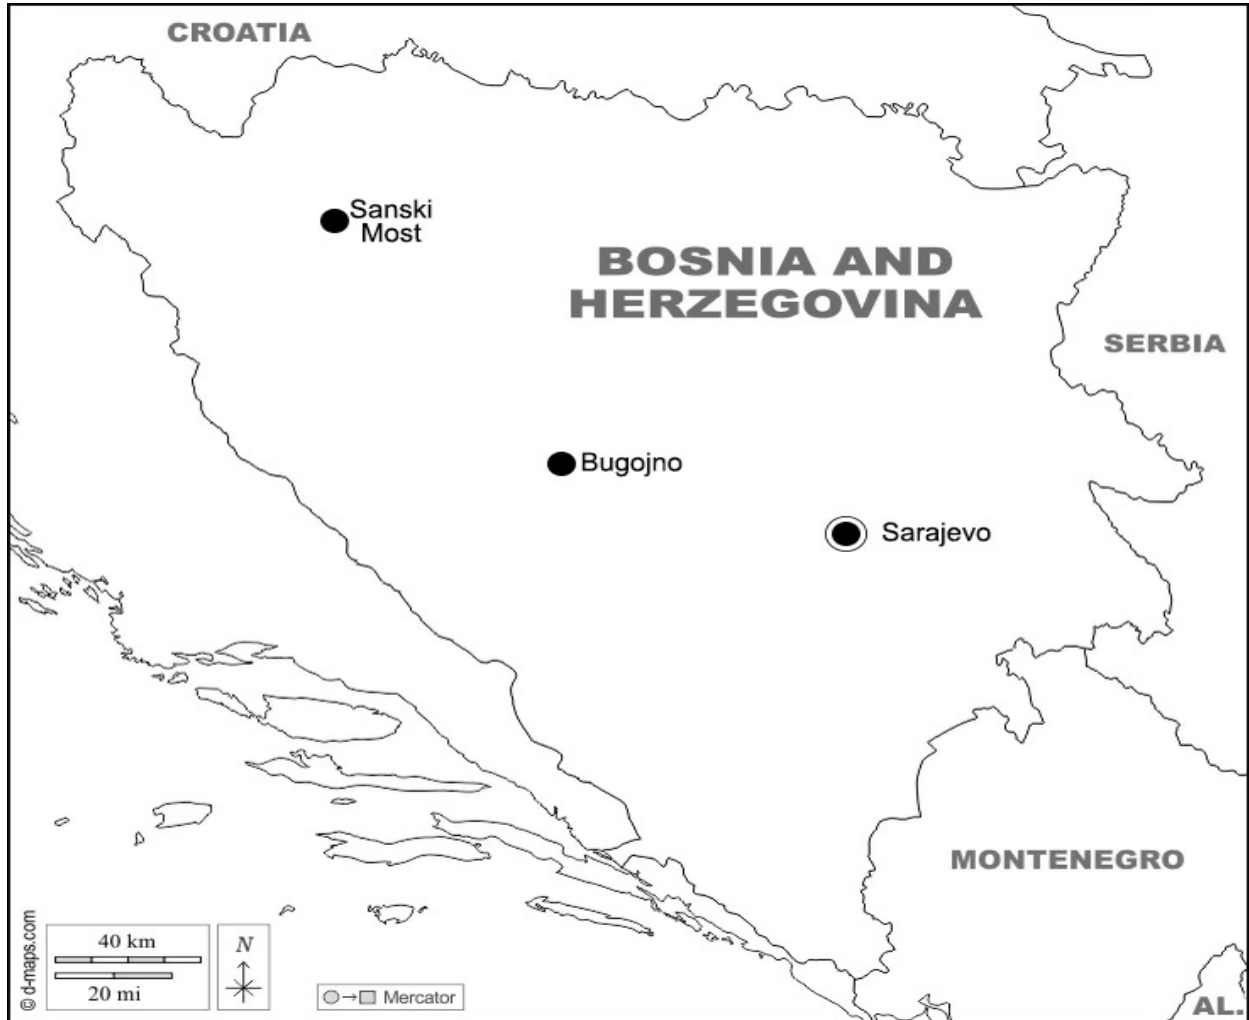 CROATIA
Sanski
Most
BOSNIA AND
HERZEGOVINA
SERBIA
Bugojno
Sarajevo
MONTENEGRO
© d-maps.com
40 km
20 mi
N
Mercator
AL.